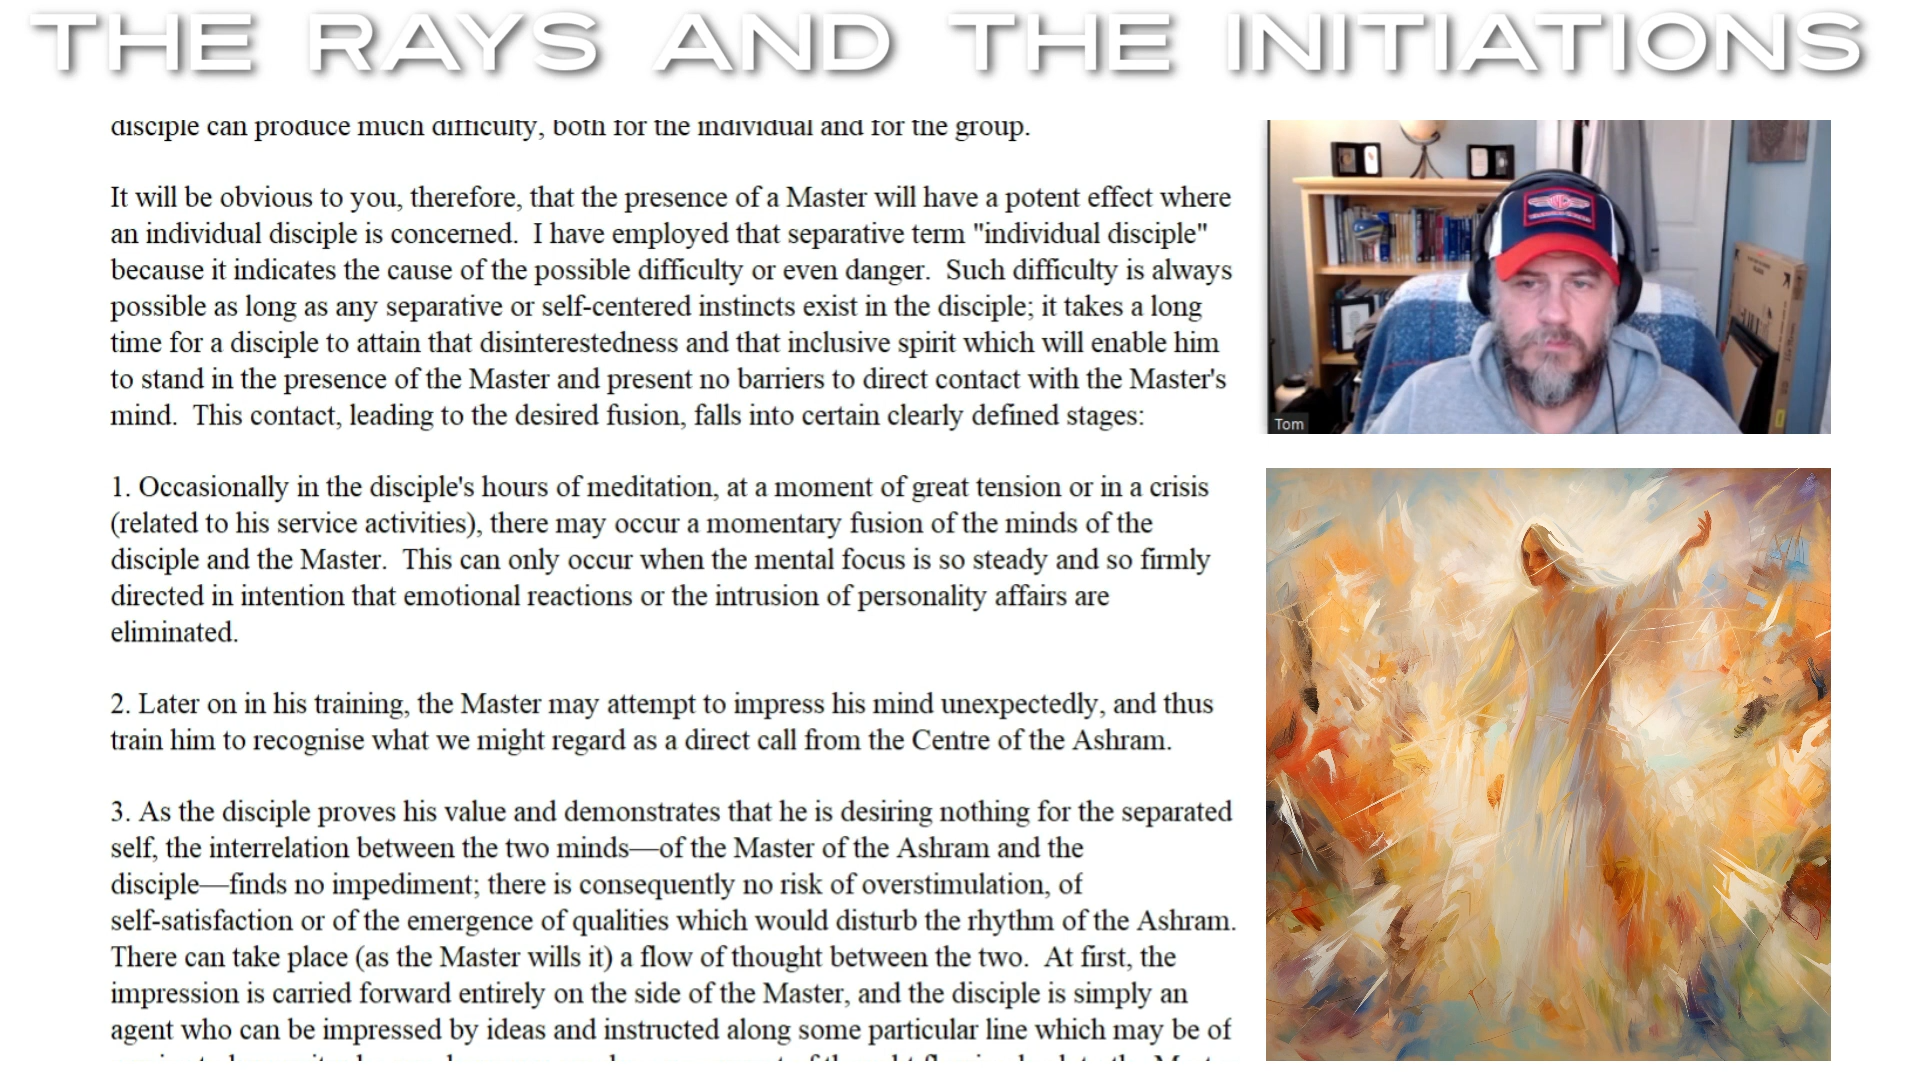 THE RAYS AND THE INITIATIONS
disciple can produce much difficulty, both for the individual and for the group.
It will be obvious to you, therefore, that the presence of a Master will have a potent effect where
an individual disciple is concerned.  I have employed that separative term "individual disciple"
because it indicates the cause of the possible difficulty or even danger.  Such difficulty is always
possible as long as any separative or self-centered instincts exist in the disciple; it takes a long
time for a disciple to attain that disinterestedness and that inclusive spirit which will enable him
to stand in the presence of the Master and present no barriers to direct contact with the Master's
mind.  This contact, leading to the desired fusion, falls into certain clearly defined stages:
1. Occasionally in the disciple's hours of meditation, at a moment of great tension or in a crisis
(related to his service activities), there may occur a momentary fusion of the minds of the
disciple and the Master.  This can only occur when the mental focus is so steady and so firmly
directed in intention that emotional reactions or the intrusion of personality affairs are
eliminated.
2. Later on in his training, the Master may attempt to impress his mind unexpectedly, and thus
train him to recognise what we might regard as a direct call from the Centre of the Ashram.
3. As the disciple proves his value and demonstrates that he is desiring nothing for the separated
self, the interrelation between the two minds—of the Master of the Ashram and the
disciple—finds no impediment; there is consequently no risk of overstimulation, of
self-satisfaction or of the emergence of qualities which would disturb the rhythm of the Ashram.
There can take place (as the Master wills it) a flow of thought between the two.  At first, the
impression is carried forward entirely on the side of the Master, and the disciple is simply an
agent who can be impressed by ideas and instructed along some particular line which may be of
Tom